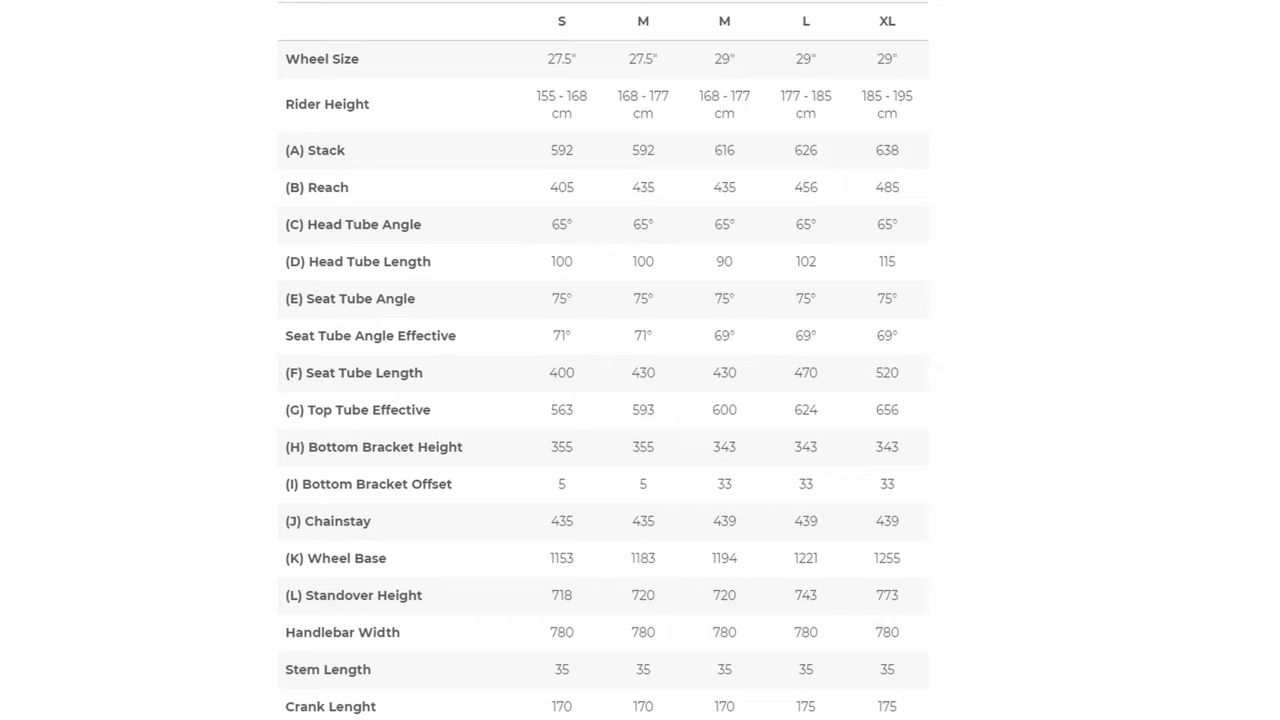 S M M L XL
Wheel Size 27.5" 27.5" 29" 29" 29"
155 - 168 168 - 177 168 - 177 177 - 185 185 - 195
Rider Height
cm cm cm cm cm
(A) Stack 592 592 616 626 638
(B) Reach 405 435 435 456 485
(C) Head Tube Angle 65° 65° 65° 65° 65°
(D) Head Tube Length 100 100 90 102 115
(E) Seat Tube Angle 75° 75° 75° 75° 75°
Seat Tube Angle Effective 71° 71° 69° 69° 69°
(F) Seat Tube Length 400 430 430 470 520
(G) Top Tube Effective 563 593 600 624 656
(H) Bottom Bracket Height 355 355 343 343 343
(I) Bottom Bracket Offset 5 5 33 33 33
(J) Chainstay 435 435 439 439 439
(K) Wheel Base 1153 1183 1194 1221 1255
(L) Standover Height 718 720 720 743 773
Handlebar Width 780 780 780 780 780
Stem Length 35 35 35 35 35
Crank Lenght 170 170 170 175 175